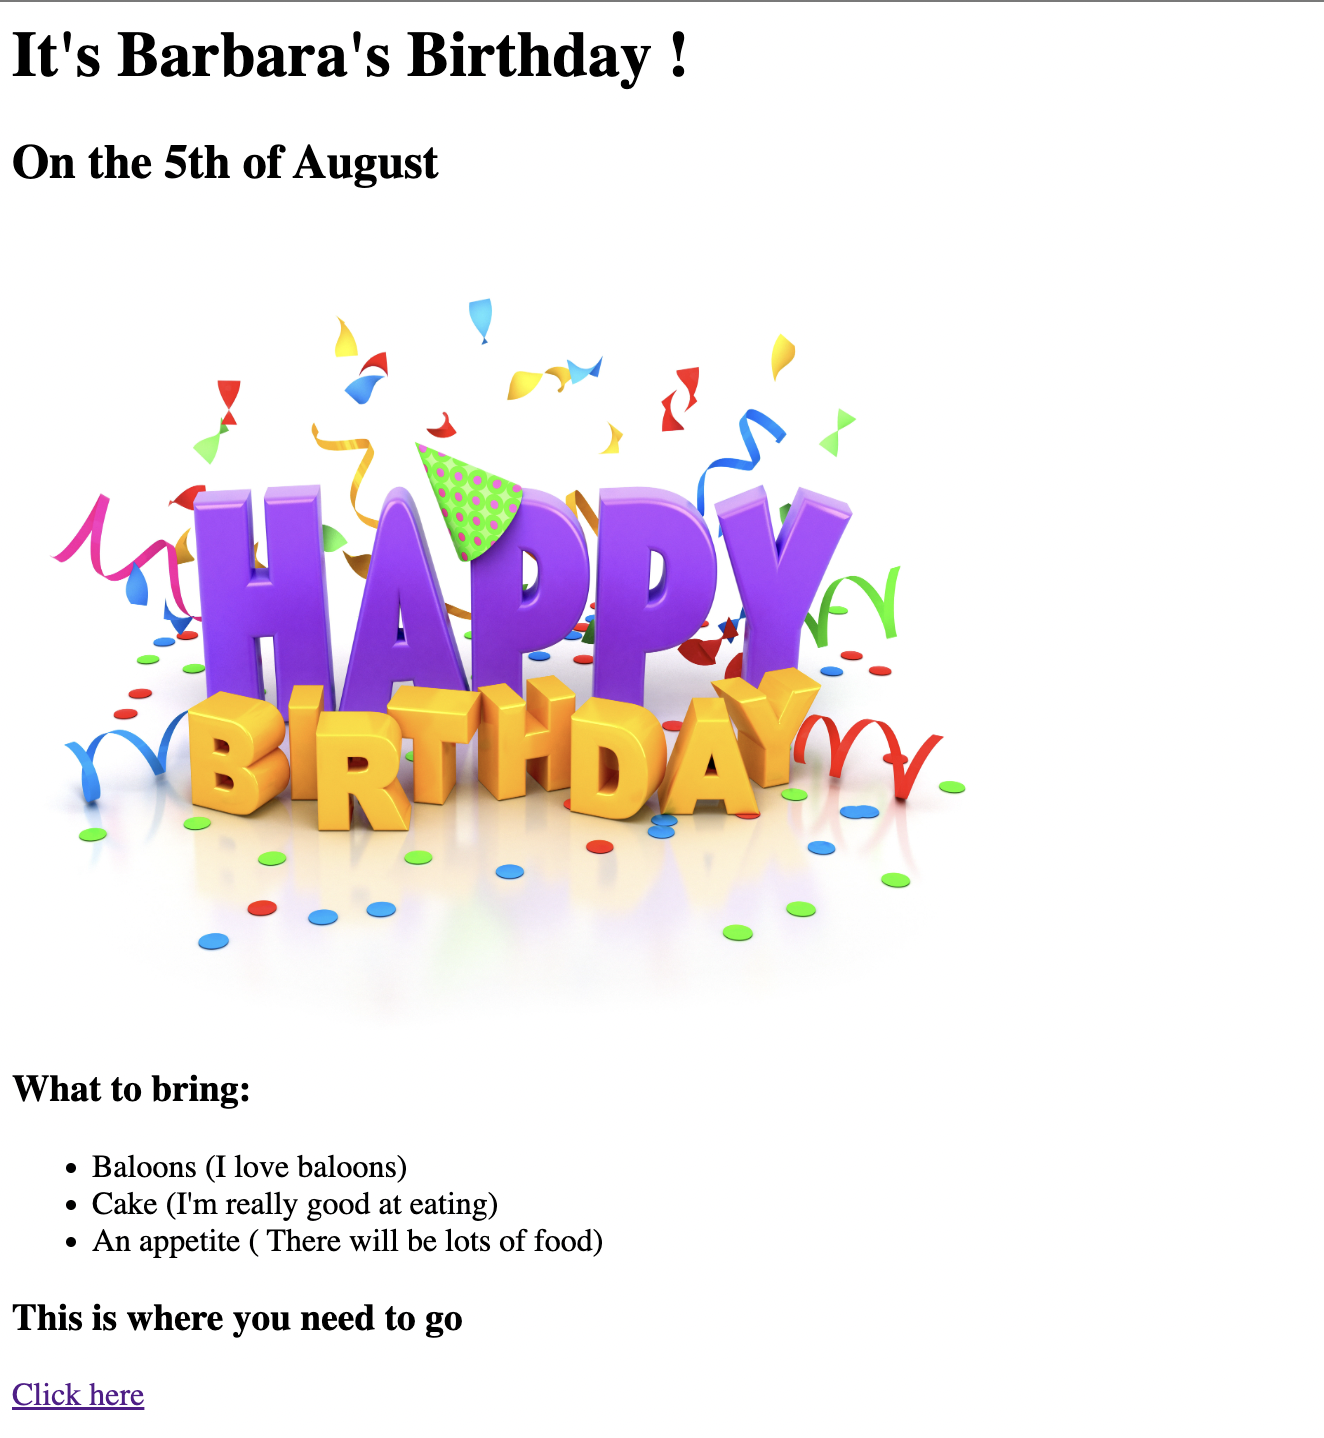 It's Barbara's Birthday !
On the 5th of August
HAPPY
BIRTHDAY
What to bring:
Baloons (I love baloons)
Cake (I'm really good at eating)
An appetite ( There will be lots of food)
This is where you need to go
Click here